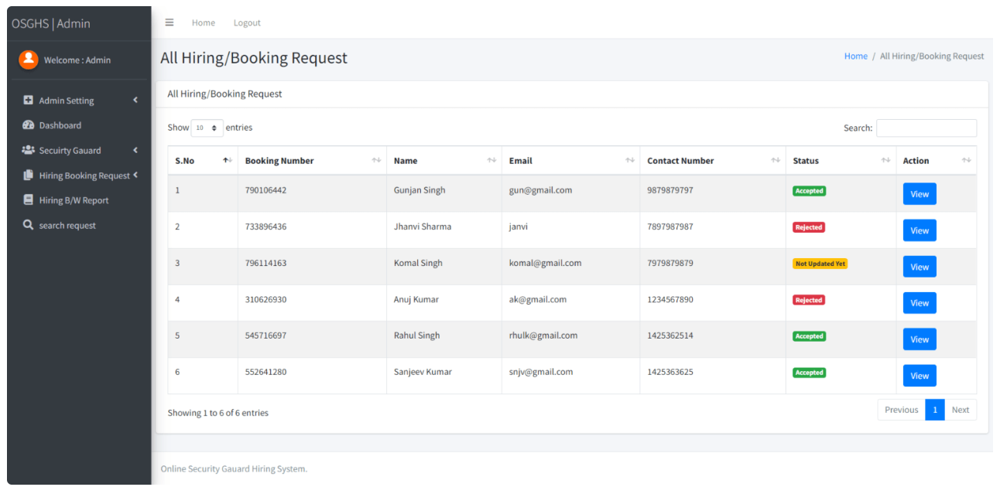 OSGHS | Admin
Home Logout
Welcome : Admin
All Hiring/Booking Request
Home / All Hiring/Booking Request
Admin Setting
Dashboard
Secuirty Gauard
Hiring Booking Request
Hiring B/W Report
search request
All Hiring/Booking Request
Show 10 entries
Search:
S.No Booking Number Name Email Contact Number Status Action
1 790106442 Gunjan Singh gun@gmail.com 9879879797 Accepted View
2 733896436 Jhanvi Sharma janvi 7897987987 Rejected View
3 796114163 Komal Singh komal@gmail.com 7979879879 Not Updated Yet View
4 310626930 Anuj Kumar ak@gmail.com 1234567890 Rejected View
5 545716697 Rahul Singh rhulk@gmail.com 1425362514 Accepted View
6 552641280 Sanjeev Kumar snjv@gmail.com 1425363625 Accepted View
Showing 1 to 6 of 6 entries
Previous 1 Next
Online Security Gauard Hiring System.